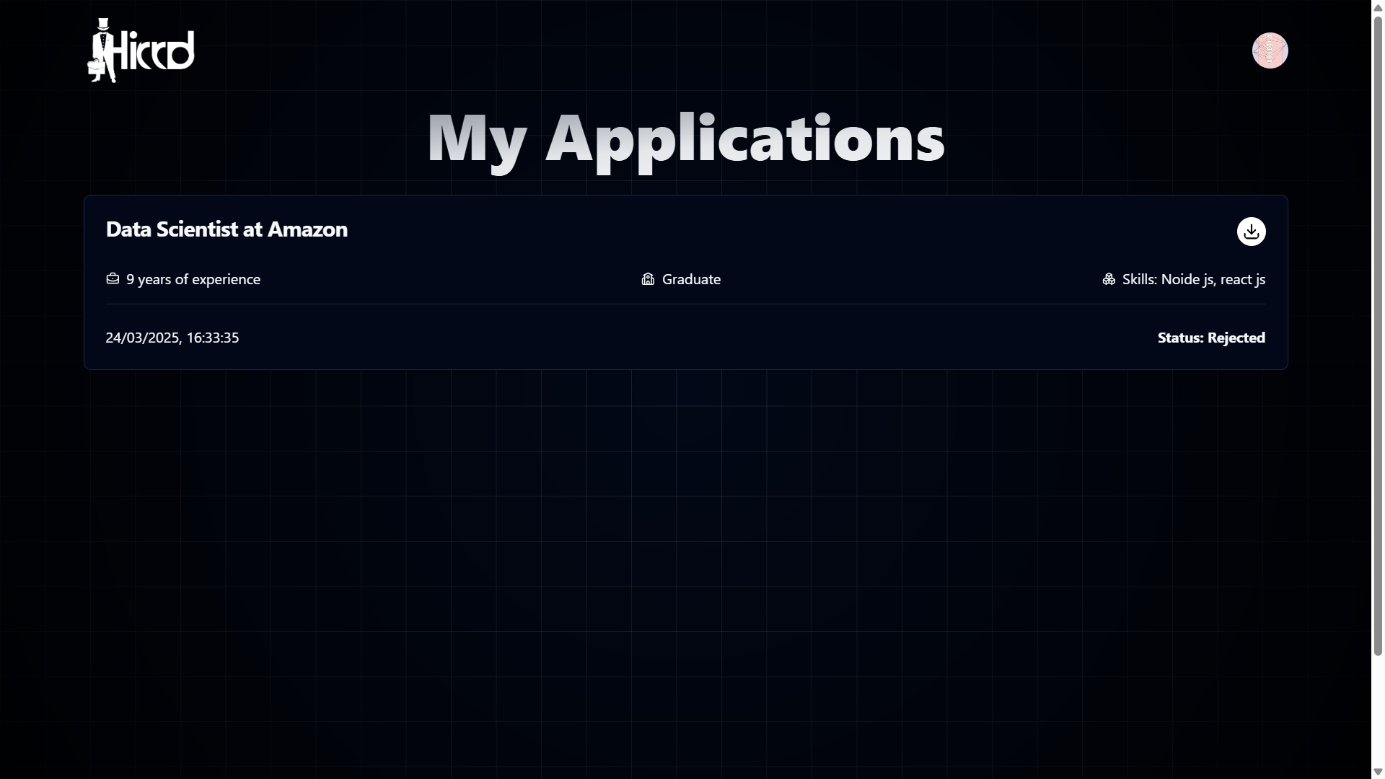 Hirrd
My Applications
Data Scientist at Amazon
9 years of experience
Graduate
Skills: Noide js, react js
24/03/2025, 16:33:35
Status: Rejected